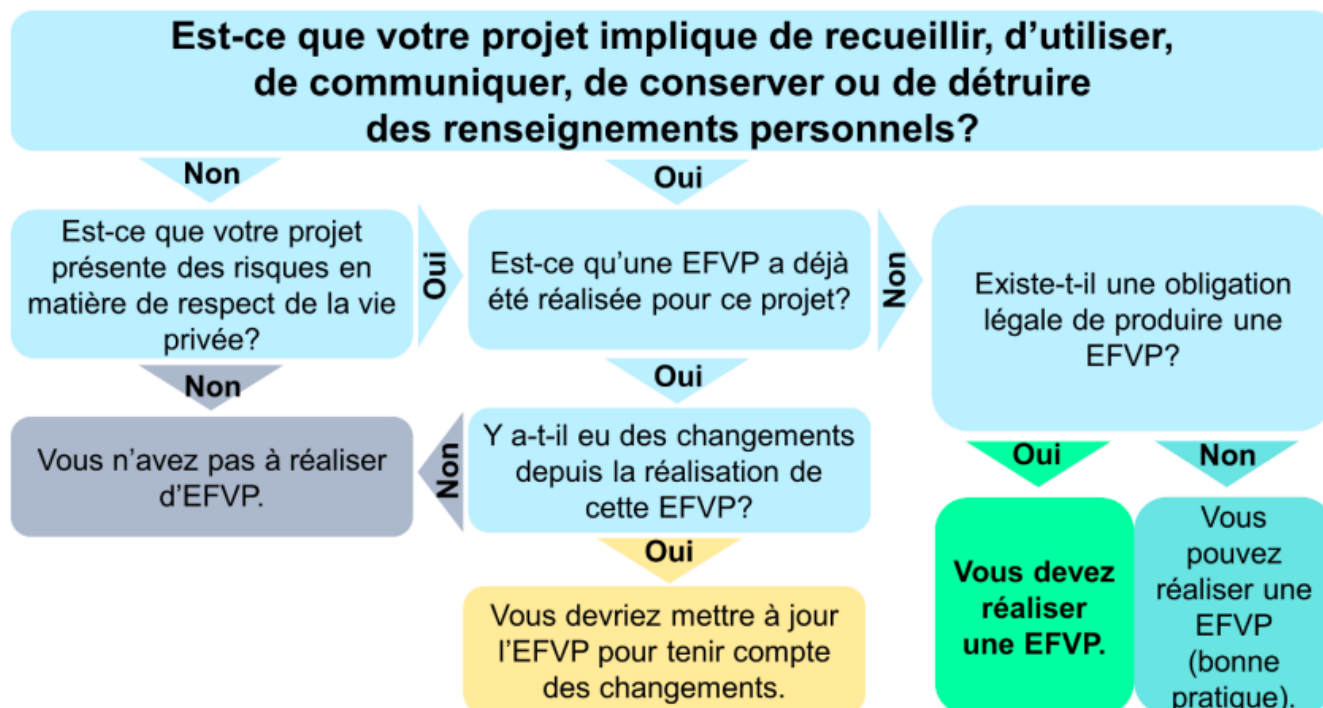 Est-ce que votre projet implique de recueillir, d’utiliser,
de communiquer, de conserver ou de détruire
des renseignements personnels?
Non
Oui
Est-ce que votre projet
présente des risques en
matière de respect de la vie
privée?
Oui
Est-ce qu’une EFVP a déjà
été réalisée pour ce projet?
Non
Existe-t-il une obligation
légale de produire une
EFVP?
Non
Oui
Vous n’avez pas à réaliser
d’EFVP.
Non
Y a-t-il eu des changements
depuis la réalisation de
cette EFVP?
Oui
Non
Oui
Vous devriez mettre à jour
l’EFVP pour tenir compte
des changements.
Vous devez
réaliser
une EFVP.
Vous
pouvez
réaliser une
EFVP
(bonne
pratique).